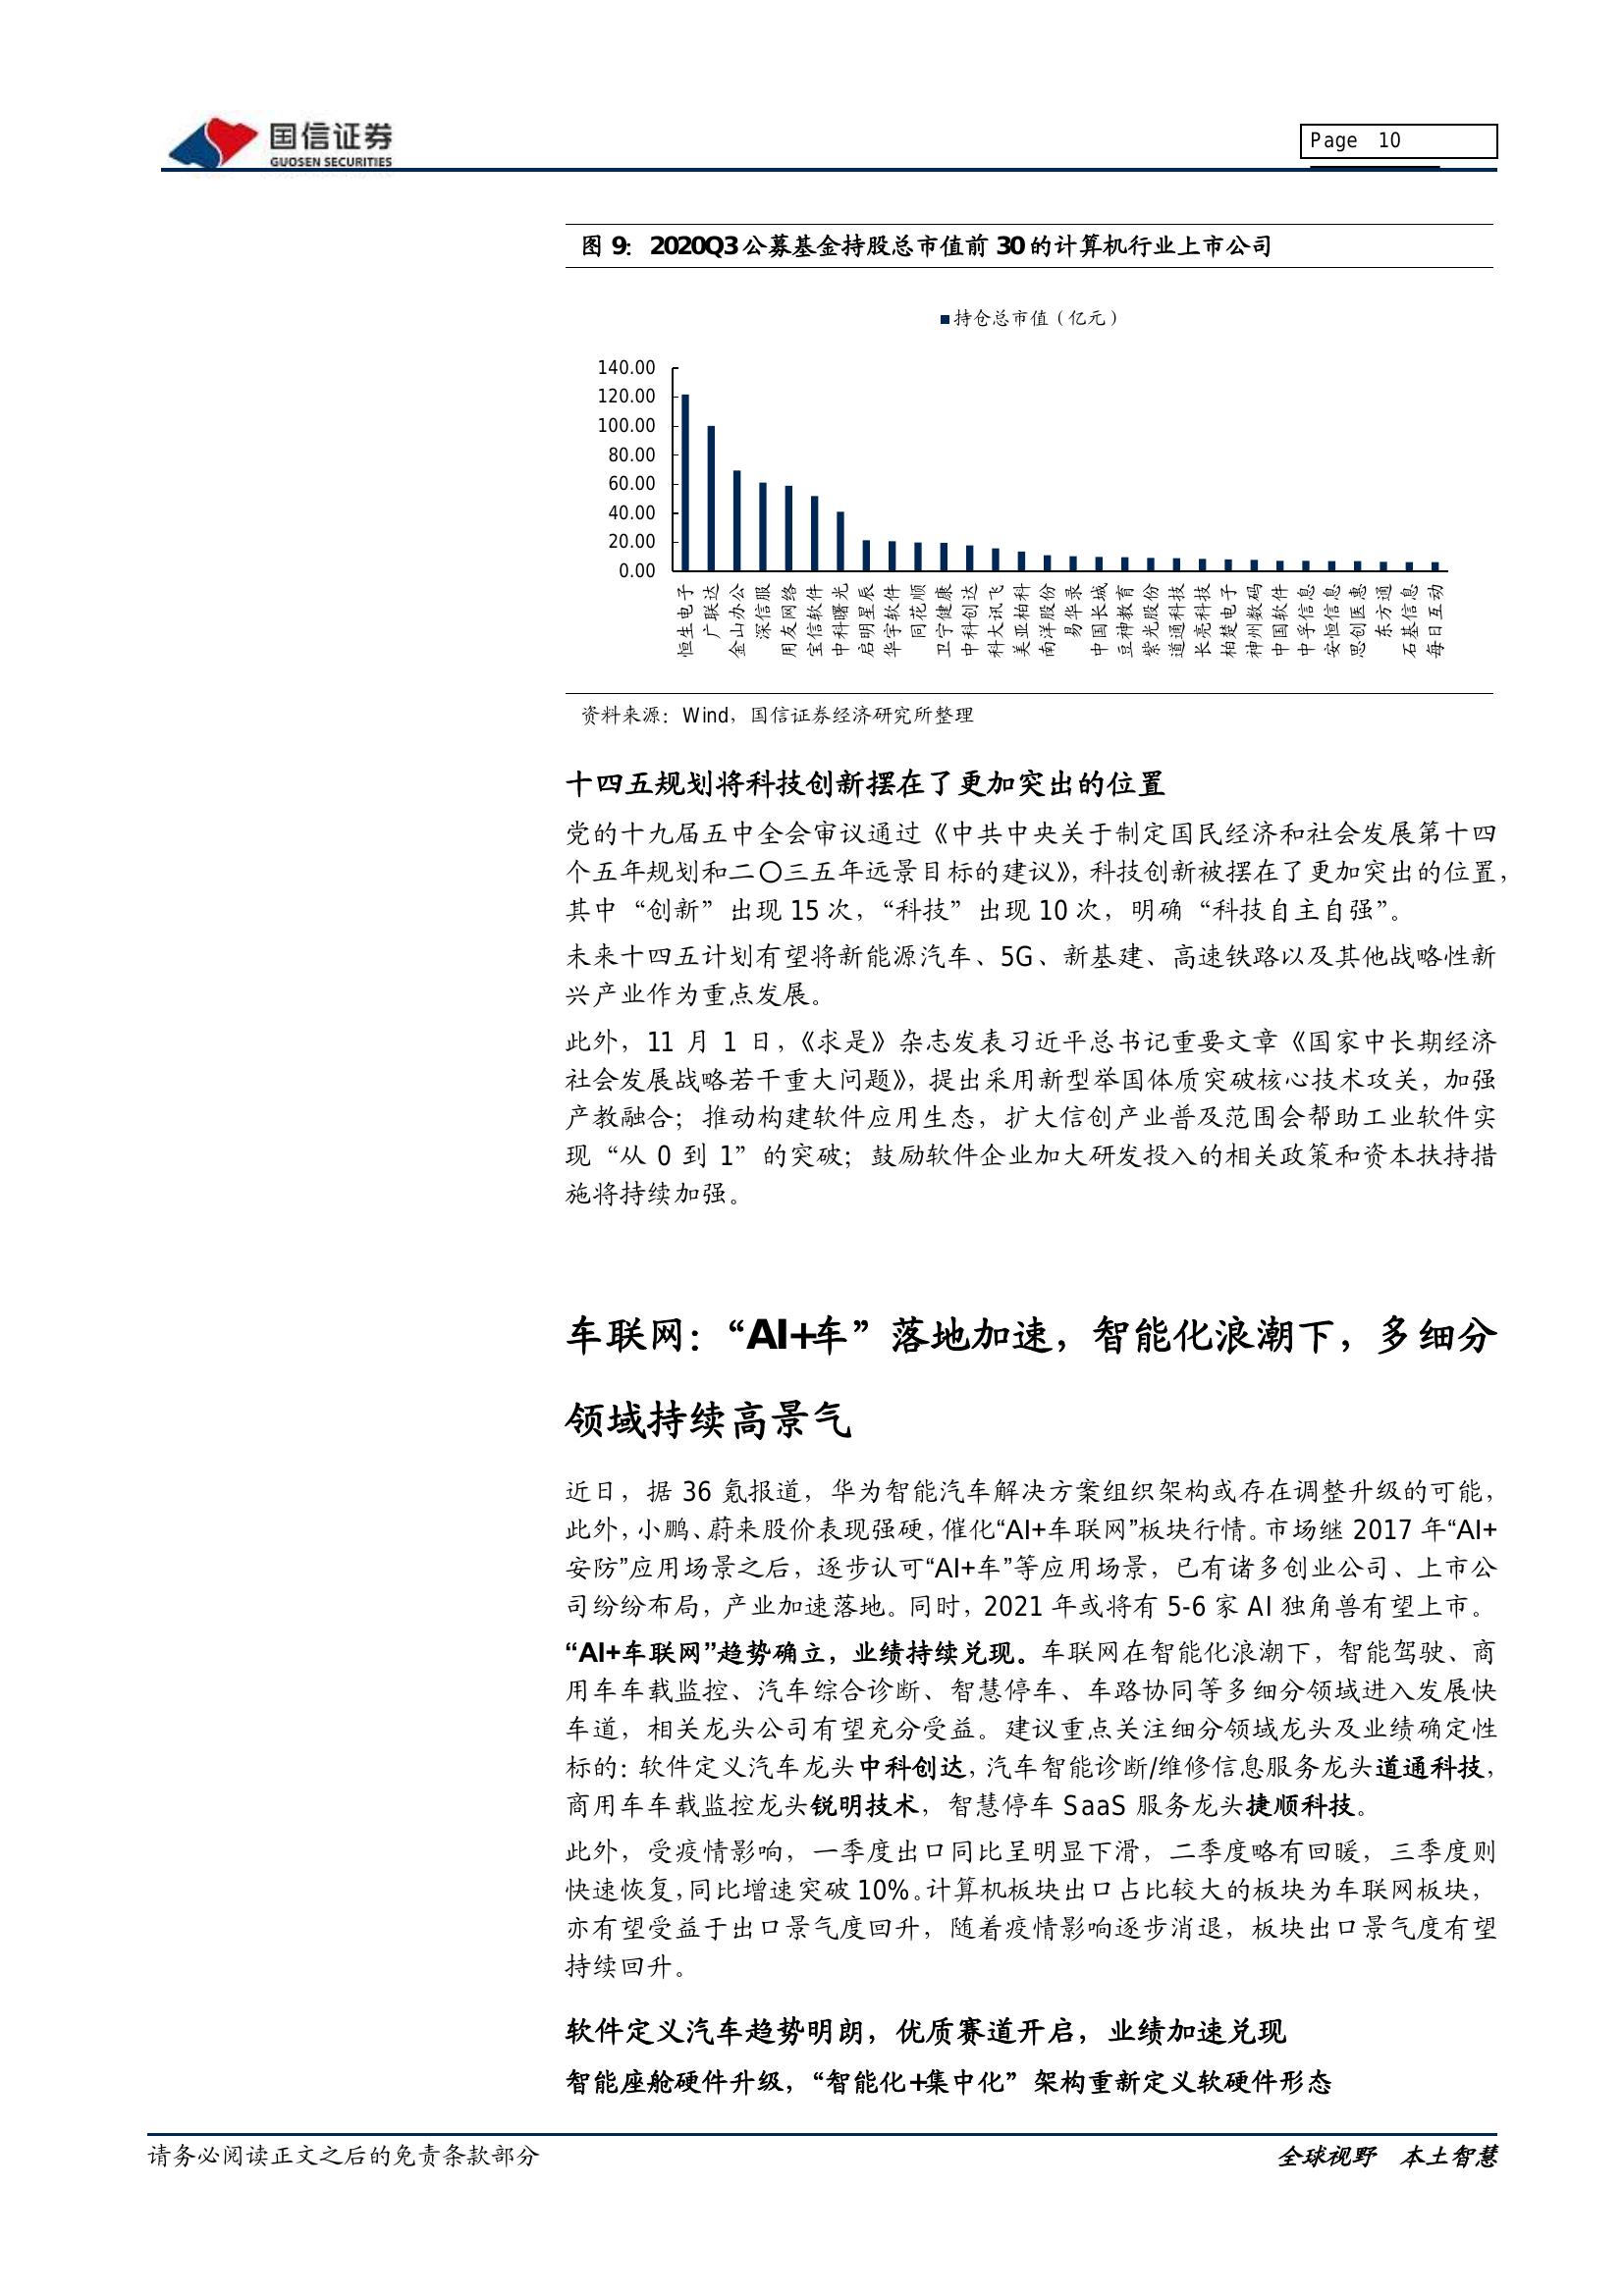 国信证券
GUOSEN SECURITIES
Page 10
图 9：2020Q3公募基金持股总市值前 30的计算机行业上市公司
持仓总市值（亿元）
140.00
120.00
100.00
80.00
60.00
40.00
20.00
0.00
恒生电子
广联达
金山办公
深信服
用友网络
宝信软件
中科曙光
启明星辰
华宇软件
同花顺
卫宁健康
中科创达
科大讯飞
美亚柏科
南洋股份
易华录
中国长城
豆神教育
紫光股份
道通科技
长亮科技
柏楚电子
神州数码
中国软件
中孚信息
安恒信息
思创医惠
东方通
石基信息
每日互动
资料来源：Wind，国信证券经济研究所整理
十四五规划将科技创新摆在了更加突出的位置
党的十九届五中全会审议通过《中共中央关于制定国民经济和社会发展第十四
个五年规划和二〇三五年远景目标的建议》，科技创新被摆在了更加突出的位置，
其中“创新”出现 15 次，“科技”出现 10 次，明确“科技自主自强”。
未来十四五计划有望将新能源汽车、5G、新基建、高速铁路以及其他战略性新
兴产业作为重点发展。
此外，11 月 1 日，《求是》杂志发表习近平总书记重要文章《国家中长期经济
社会发展战略若干重大问题》，提出采用新型举国体质突破核心技术攻关，加强
产教融合；推动构建软件应用生态，扩大信创产业普及范围会帮助工业软件实
现“从 0 到 1”的突破；鼓励软件企业加大研发投入的相关政策和资本扶持措
施将持续加强。
车联网：“AI+车”落地加速，智能化浪潮下，多细分
领域持续高景气
近日，据 36 氪报道，华为智能汽车解决方案组织架构或存在调整升级的可能，
此外，小鹏、蔚来股价表现强硬，催化“AI+车联网”板块行情。市场继 2017 年“AI+
安防”应用场景之后，逐步认可“AI+车”等应用场景，已有诸多创业公司、上市公
司纷纷布局，产业加速落地。同时，2021 年或将有 5-6 家 AI 独角兽有望上市。
“AI+车联网”趋势确立，业绩持续兑现。车联网在智能化浪潮下，智能驾驶、商
用车车载监控、汽车综合诊断、智慧停车、车路协同等多细分领域进入发展快
车道，相关龙头公司有望充分受益。建议重点关注细分领域龙头及业绩确定性
标的：软件定义汽车龙头中科创达，汽车智能诊断/维修信息服务龙头道通科技，
商用车车载监控龙头锐明技术，智慧停车 SaaS 服务龙头捷顺科技。
此外，受疫情影响，一季度出口同比呈明显下滑，二季度略有回暖，三季度则
快速恢复，同比增速突破 10%。计算机板块出口占比较大的板块为车联网板块，
亦有望受益于出口景气度回升，随着疫情影响逐步消退，板块出口景气度有望
持续回升。
软件定义汽车趋势明朗，优质赛道开启，业绩加速兑现
智能座舱硬件升级，“智能化+集中化”架构重新定义软硬件形态
请务必阅读正文之后的免责条款部分
全球视野 本土智慧